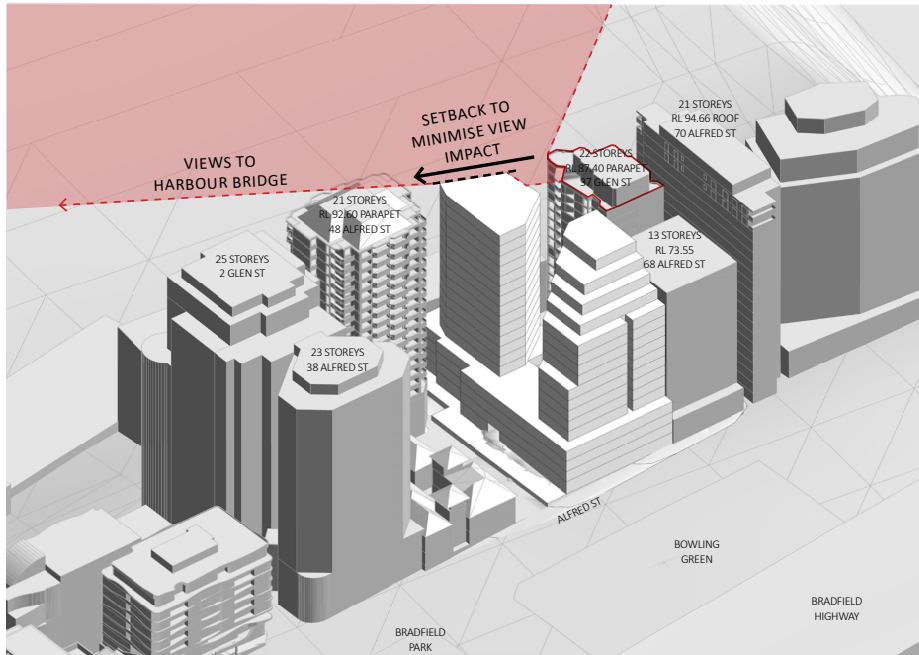 SETBACK TO
MINIMISE VIEW
IMPACT
VIEWS TO
HARBOUR BRIDGE
21 STOREYS
RL 94.66 ROOF
70 ALFRED ST
22 STOREYS
RL 87.40 PARAPET
37 GLEN ST
21 STOREYS
RL 92.60 PARAPET
48 ALFRED ST
13 STOREYS
RL 73.55
68 ALFRED ST
25 STOREYS
2 GLEN ST
23 STOREYS
38 ALFRED ST
ALFRED ST
BOWLING
GREEN
BRADFIELD
HIGHWAY
BRADFIELD
PARK